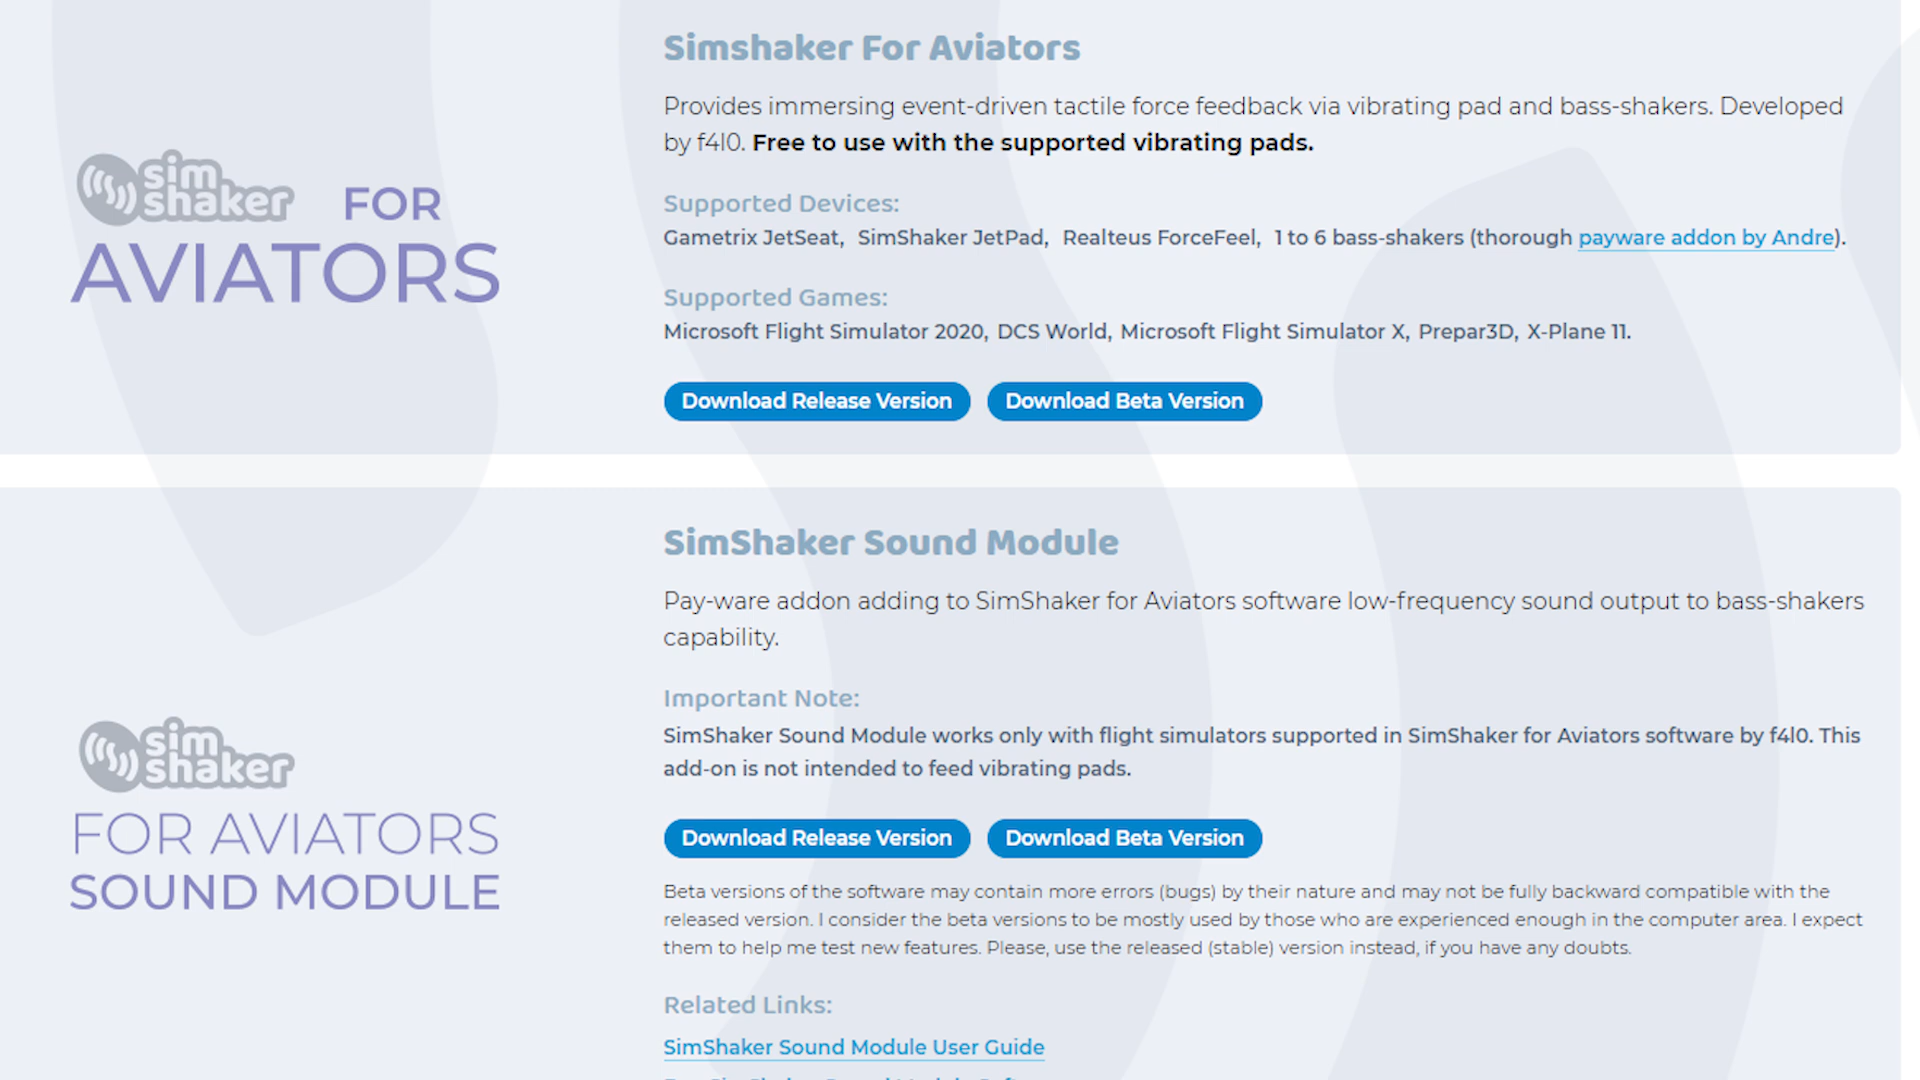 Simshaker For Aviators
Provides immersing event-driven tactile force feedback via vibrating pad and bass-shakers. Developed
by f4l0. Free to use with the supported vibrating pads.
sim
shaker FOR
AVIATORS
Supported Devices:
Gametrix JetSeat, SimShaker JetPad, Realteus ForceFeel, 1 to 6 bass-shakers (thorough payware addon by Andre).
Supported Games:
Microsoft Flight Simulator 2020, DCS World, Microsoft Flight Simulator X, Prepar3D, X-Plane 11.
Download Release Version Download Beta Version
SimShaker Sound Module
Pay-ware addon adding to SimShaker for Aviators software low-frequency sound output to bass-shakers
capability.
Important Note:
SimShaker Sound Module works only with flight simulators supported in SimShaker for Aviators software by f4l0. This
add-on is not intended to feed vibrating pads.
sim
shaker
FOR AVIATORS
SOUND MODULE
Download Release Version Download Beta Version
Beta versions of the software may contain more errors (bugs) by their nature and may not be fully backward compatible with the
released version. I consider the beta versions to be mostly used by those who are experienced enough in the computer area. I expect
them to help me test new features. Please, use the released (stable) version instead, if you have any doubts.
Related Links:
SimShaker Sound Module User Guide